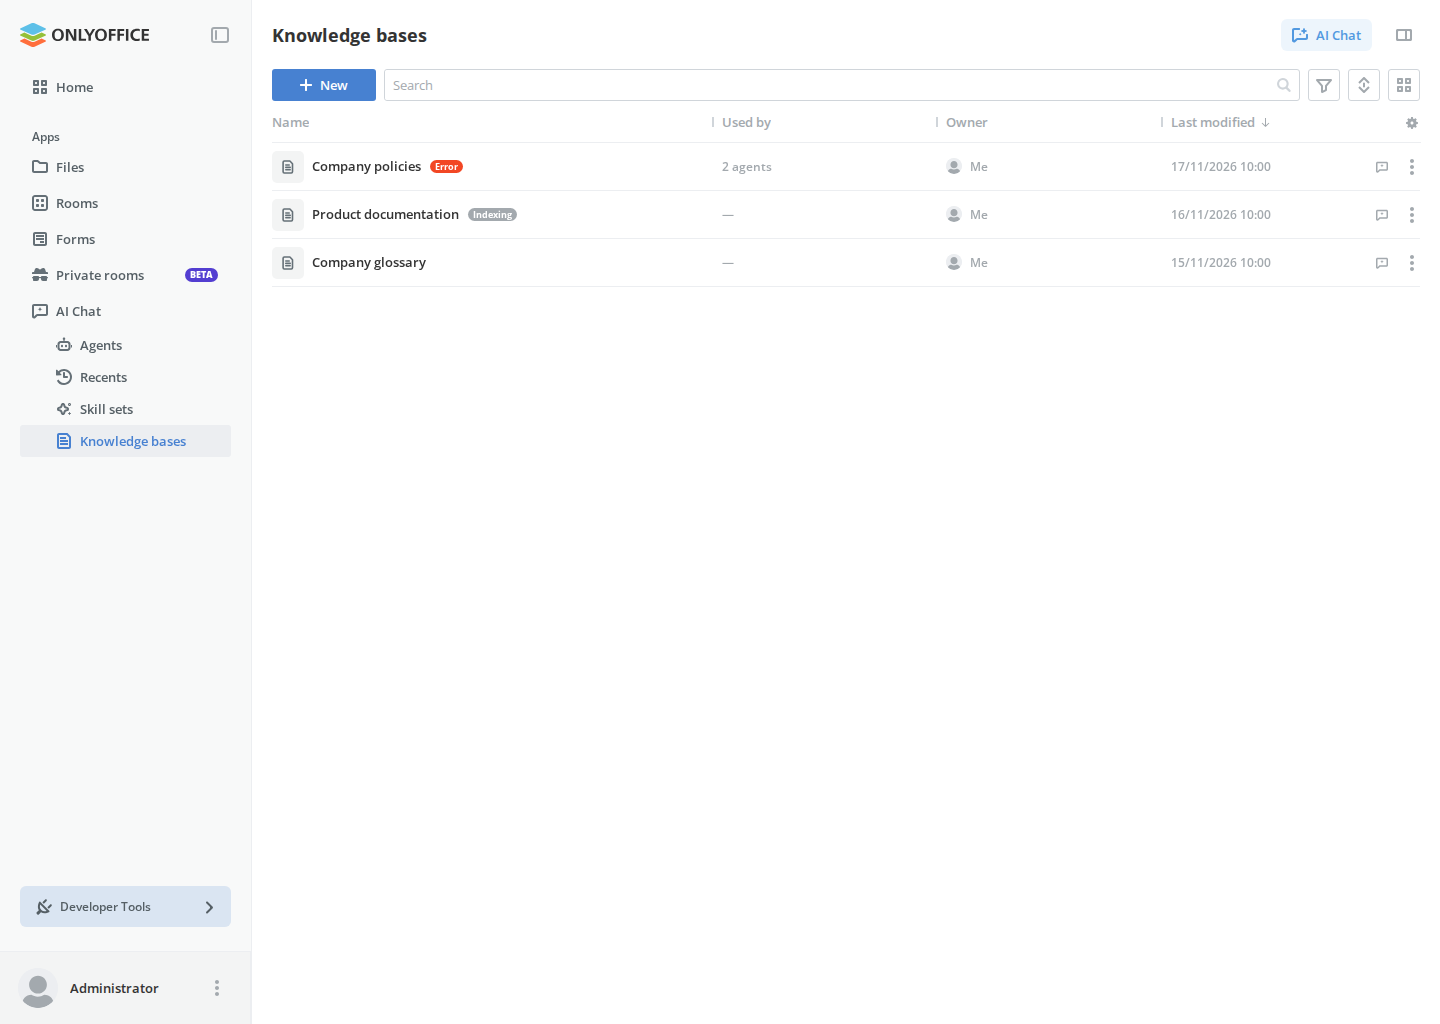 ONLYOFFICE
Home
Apps
Files
Rooms
Forms
Private rooms BETA
AI Chat
Agents
Recents
Skill sets
Knowledge bases
Developer Tools
Administrator
Knowledge bases
AI Chat
New
Search
Name Used by Owner Last modified
Company policies Error 2 agents Me 17/11/2026 10:00
Product documentation Indexing — Me 16/11/2026 10:00
Company glossary — Me 15/11/2026 10:00